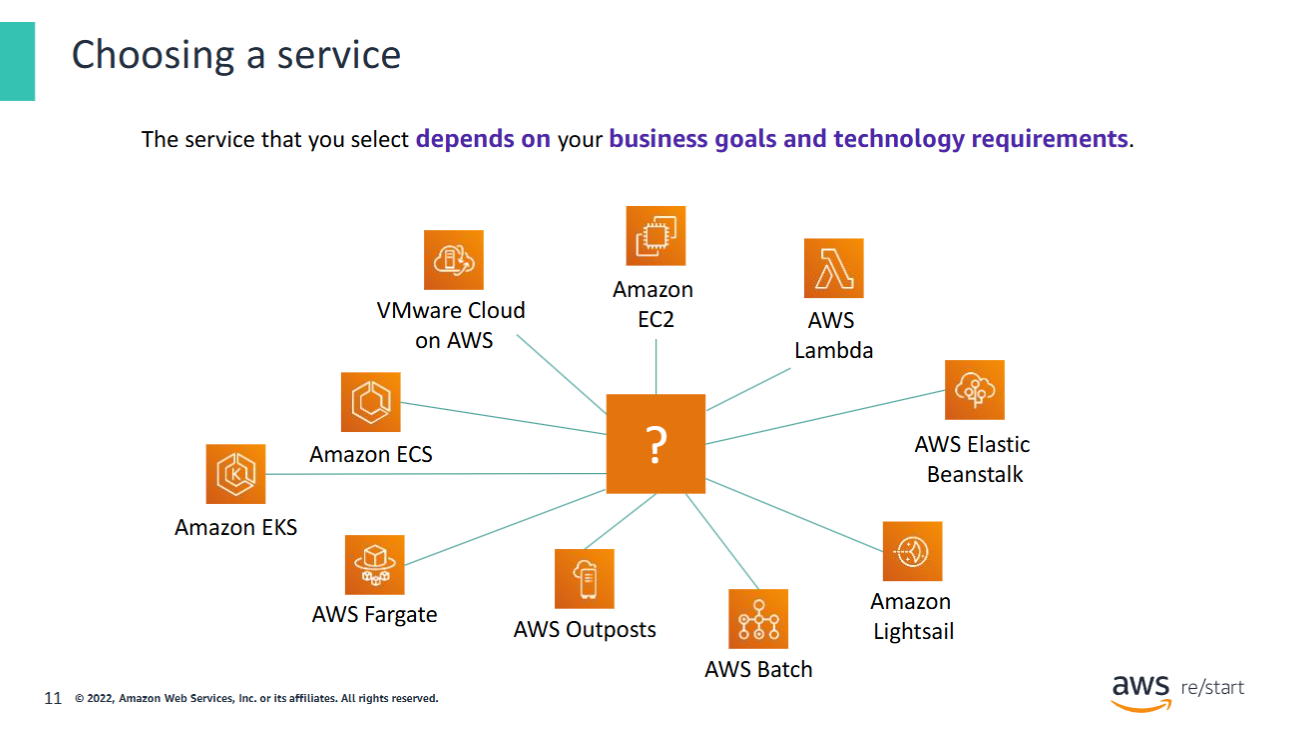 Choosing a service
The service that you select depends on your business goals and technology requirements.
VMware Cloud
on AWS
Amazon
EC2
AWS
Lambda
Amazon ECS
?
AWS Elastic
Beanstalk
K
Amazon EKS
AWS Fargate
AWS Outposts
AWS Batch
Amazon
Lightsail
11 © 2022, Amazon Web Services, Inc. or its affiliates. All rights reserved.
aws re/start